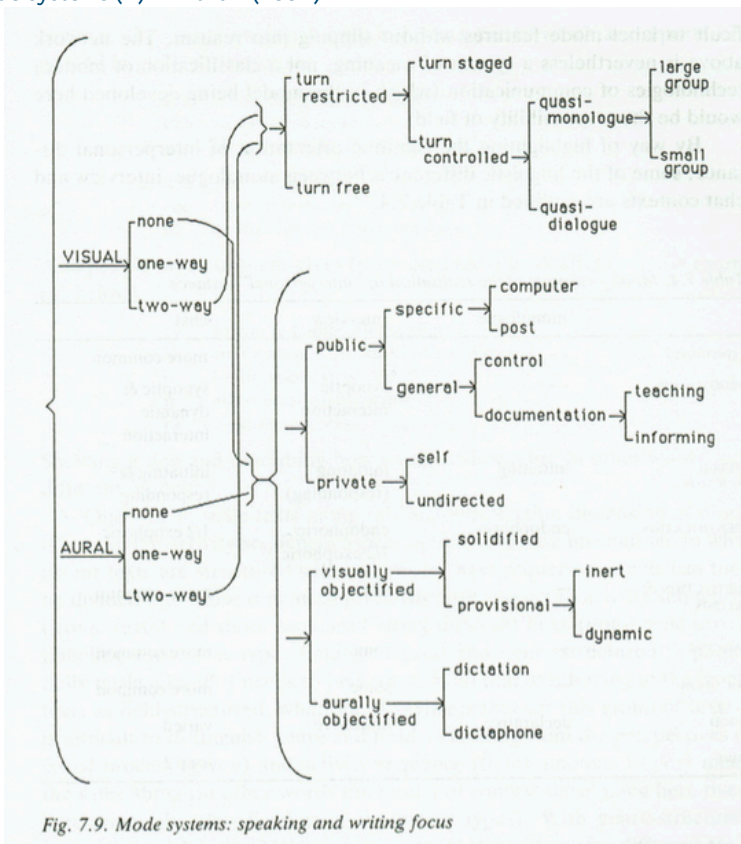 large
group
turn staged
turn
restricted
quasi-
monologue
small
group
turn
controlled
turn free
quasi-
dialogue
none
VISUAL
one-way
two-way
computer
specific
post
public
control
general
teaching
documentation
informing
self
private
undirected
none
AURAL
one-way
two-way
solidified
visually
objectified
inert
provisional
dynamic
dictation
aurally
objectified
dictaphone
Fig. 7.9. Mode systems: speaking and writing focus